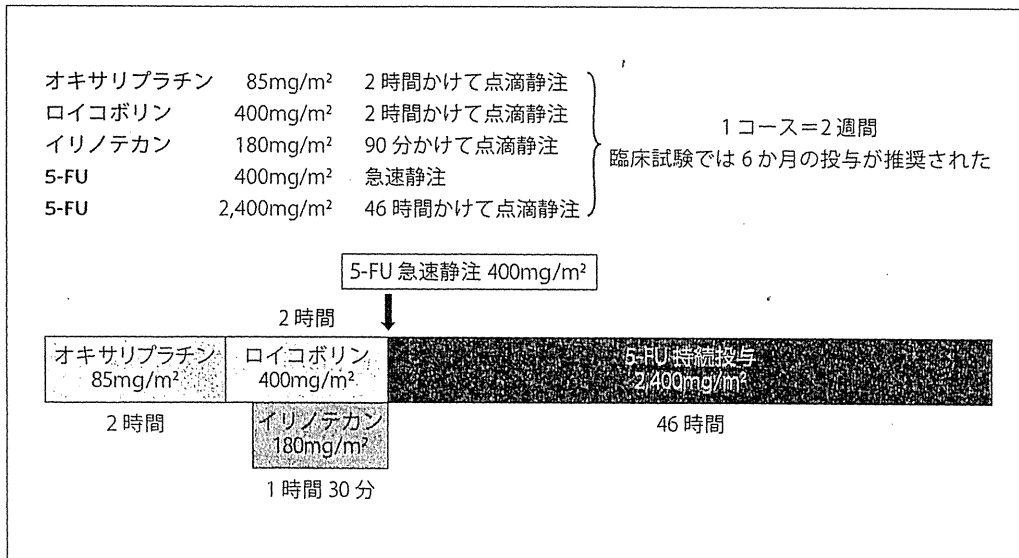 オキサリプラチン 85mg/m² 2時間かけて点滴静注
ロイコボリン 400mg/m² 2時間かけて点滴静注
イリノテカン 180mg/m² 90分かけて点滴静注
5-FU 400mg/m² 急速静注
5-FU 2,400mg/m² 46時間かけて点滴静注
1コース=2週間
臨床試験では6か月の投与が推奨された
5-FU 急速静注 400mg/m²
2時間
オキサリプラチン
85mg/m²
ロイコボリン
400mg/m²
5-FU 持続投与
2,400mg/m²
2時間
イリノテカン
180mg/m²
46時間
1時間30分